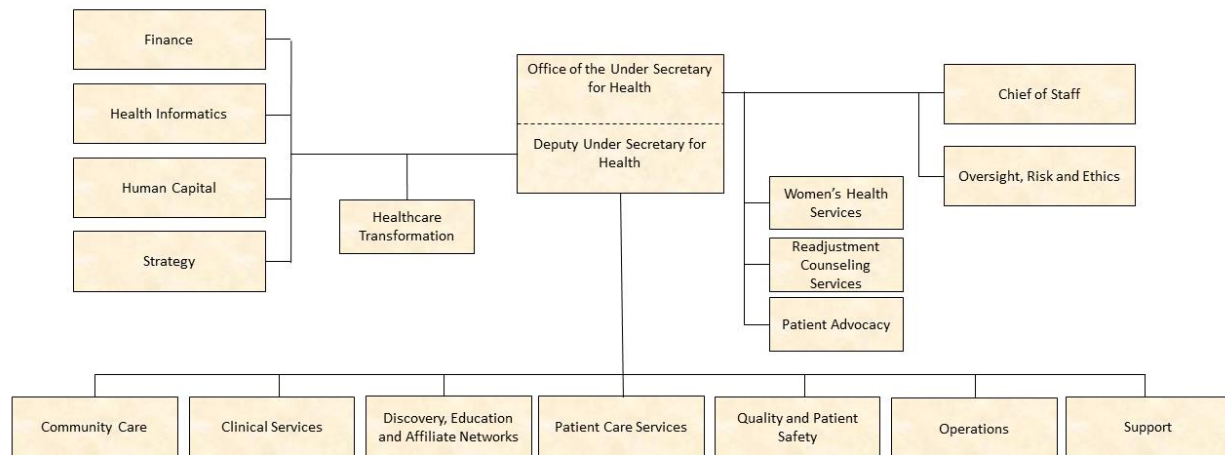 Finance
Health Informatics
Human Capital
Strategy
Healthcare
Transformation
Office of the Under Secretary
for Health
Deputy Under Secretary for
Health
Chief of Staff
Oversight, Risk and Ethics
Women’s Health
Services
Readjustment
Counseling
Services
Patient Advocacy
Community Care
Clinical Services
Discovery, Education
and Affiliate Networks
Patient Care Services
Quality and Patient
Safety
Operations
Support